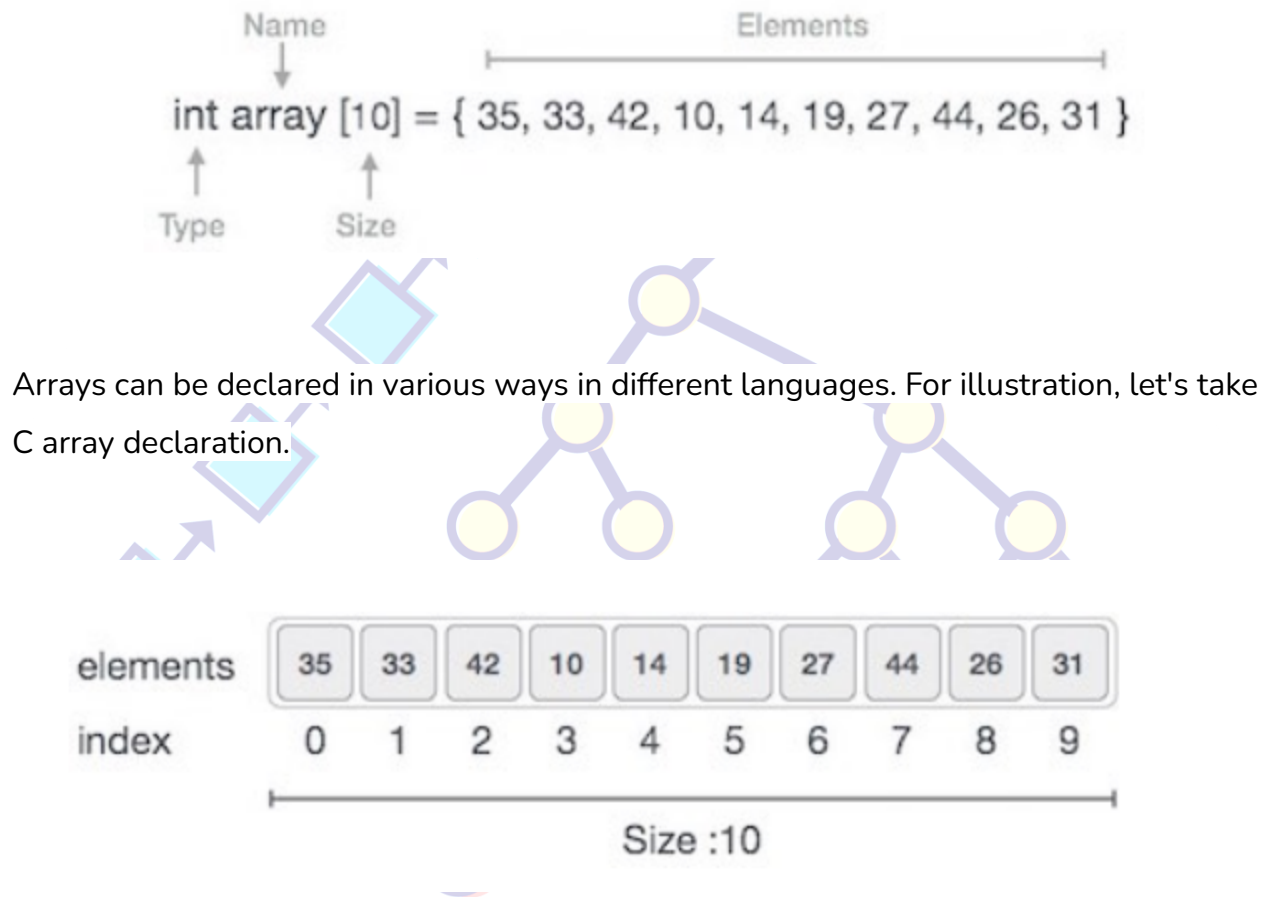 Name Elements
int array [10] = { 35, 33, 42, 10, 14, 19, 27, 44, 26, 31 }
Type Size
Arrays can be declared in various ways in different languages. For illustration, let's take
C array declaration.
elements 35 33 42 10 14 19 27 44 26 31
index 0 1 2 3 4 5 6 7 8 9
Size :10